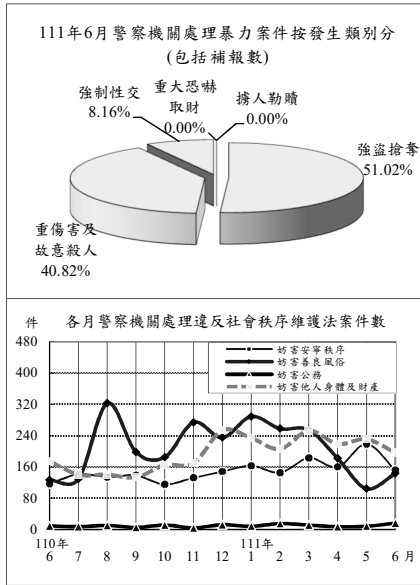 111年6月警察機關處理暴力案件按發生類別分
(包括補報數)
強制性交
8.16%
重大恐嚇
取財
0.00%
擄人勒贖
0.00%
強盜搶奪
51.02%
重傷害及
故意殺人
40.82%
件 各月警察機關處理違反社會秩序維護法案件數
480
400
320
240
160
80
0
妨害安寧秩序
妨害善良風俗
妨害公務
妨害他人身體及財產
110年 111年
6 7 8 9 10 11 12 1 2 3 4 5 6 月